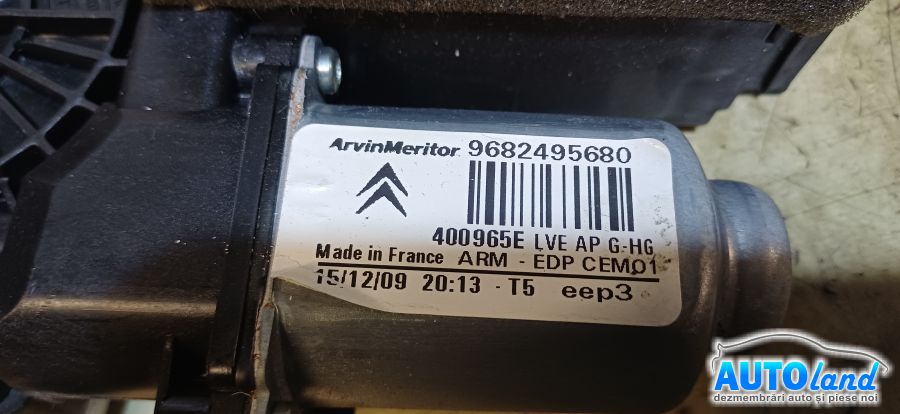 ArvinMeritor 9682495680
400965E LVE AP G-HG
Made in France ARM - EDP CEM01
15/12/09 20:13 - T5 eep3
AUTOland
dezmembrări auto și piese noi